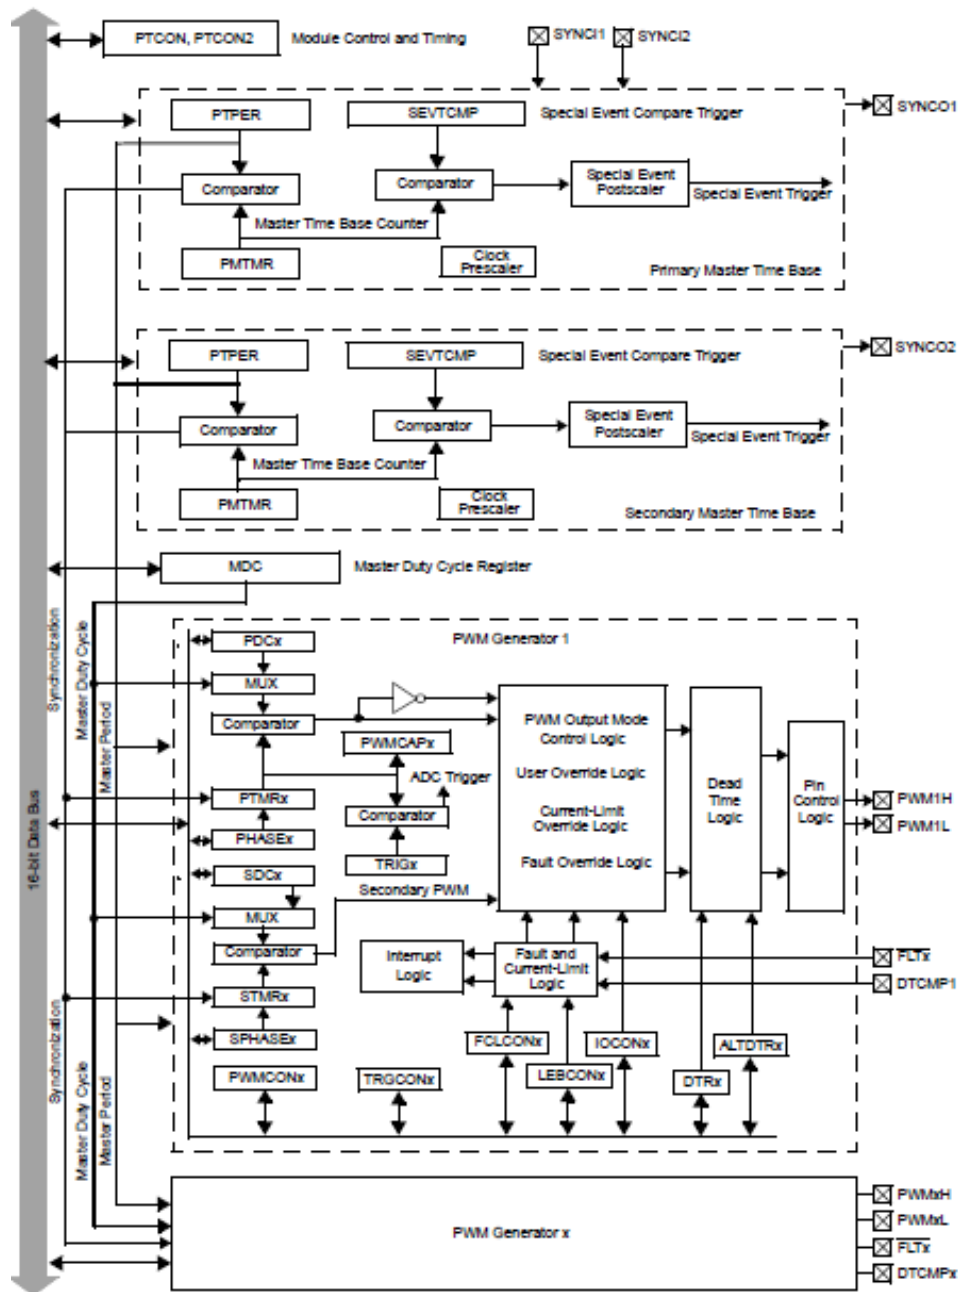 PTCON, PTCON2
Module Control and Timing
SYNCI1
SYNCI2
SYNCO1
PTPER
SEVTCMP
Special Event Compare Trigger
Comparator
Comparator
Special Event
Postscaler
Special Event Trigger
Master Time Base Counter
PMTMR
Clock
Prescaler
Primary Master Time Base
SYNCO2
PTPER
SEVTCMP
Special Event Compare Trigger
Comparator
Comparator
Special Event
Postscaler
Special Event Trigger
Master Time Base Counter
PMTMR
Clock
Prescaler
Secondary Master Time Base
MDC
Master Duty Cycle Register
Synchronization
Master Duty Cycle
Master Period
16-bit Data Bus
PWM Generator 1
PDCx
MUX
Comparator
PWMCAPx
ADC Trigger
PTMRx
Comparator
PHASEx
TRIGx
SDCx
Secondary PWM
MUX
Comparator
STMRx
SPHASEx
PWMCONx
TRGCONx
PWM Output Mode
Control Logic
User Override Logic
Current-Limit
Override Logic
Fault Override Logic
Dead
Time
Logic
Pin
Control
Logic
PWM1H
PWM1L
Interrupt
Logic
Fault and
Current-Limit
Logic
FLTx
DTCMP1
FCLCONx
IOCONx
ALTDTRx
LEBCONx
DTRx
Synchronization
Master Duty Cycle
Master Period
PWM Generator x
PWMxH
PWMxL
FLTx
DTCMPx